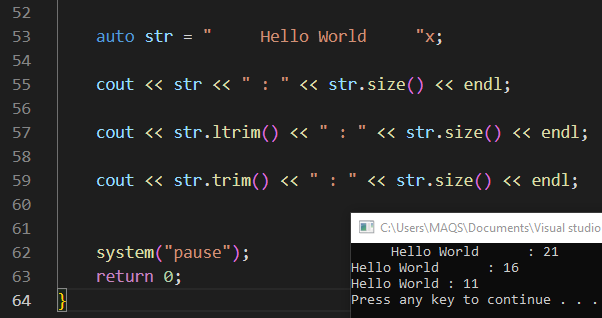 52
53 auto str = "     Hello World     "x;
54
55 cout << str << " : " << str.size() << endl;
56
57 cout << str.ltrim() << " : " << str.size() << endl;
58
59 cout << str.trim() << " : " << str.size() << endl;
60
61
62 system("pause");
63 return 0;
64 }
C:\Users\MAQS\Documents\Visual studio
     Hello World     : 21
Hello World     : 16
Hello World : 11
Press any key to continue . . .